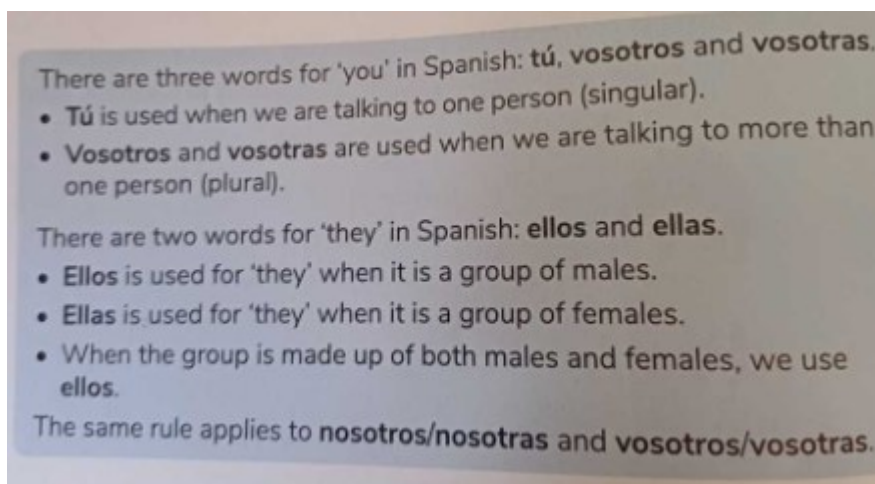 There are three words for ‘you’ in Spanish: tú, vosotros and vosotras.
• Tú is used when we are talking to one person (singular).
• Vosotros and vosotras are used when we are talking to more than
one person (plural).
There are two words for ‘they’ in Spanish: ellos and ellas.
• Ellos is used for ‘they’ when it is a group of males.
• Ellas is used for ‘they’ when it is a group of females.
• When the group is made up of both males and females, we use
ellos.
The same rule applies to nosotros/nosotras and vosotros/vosotras.